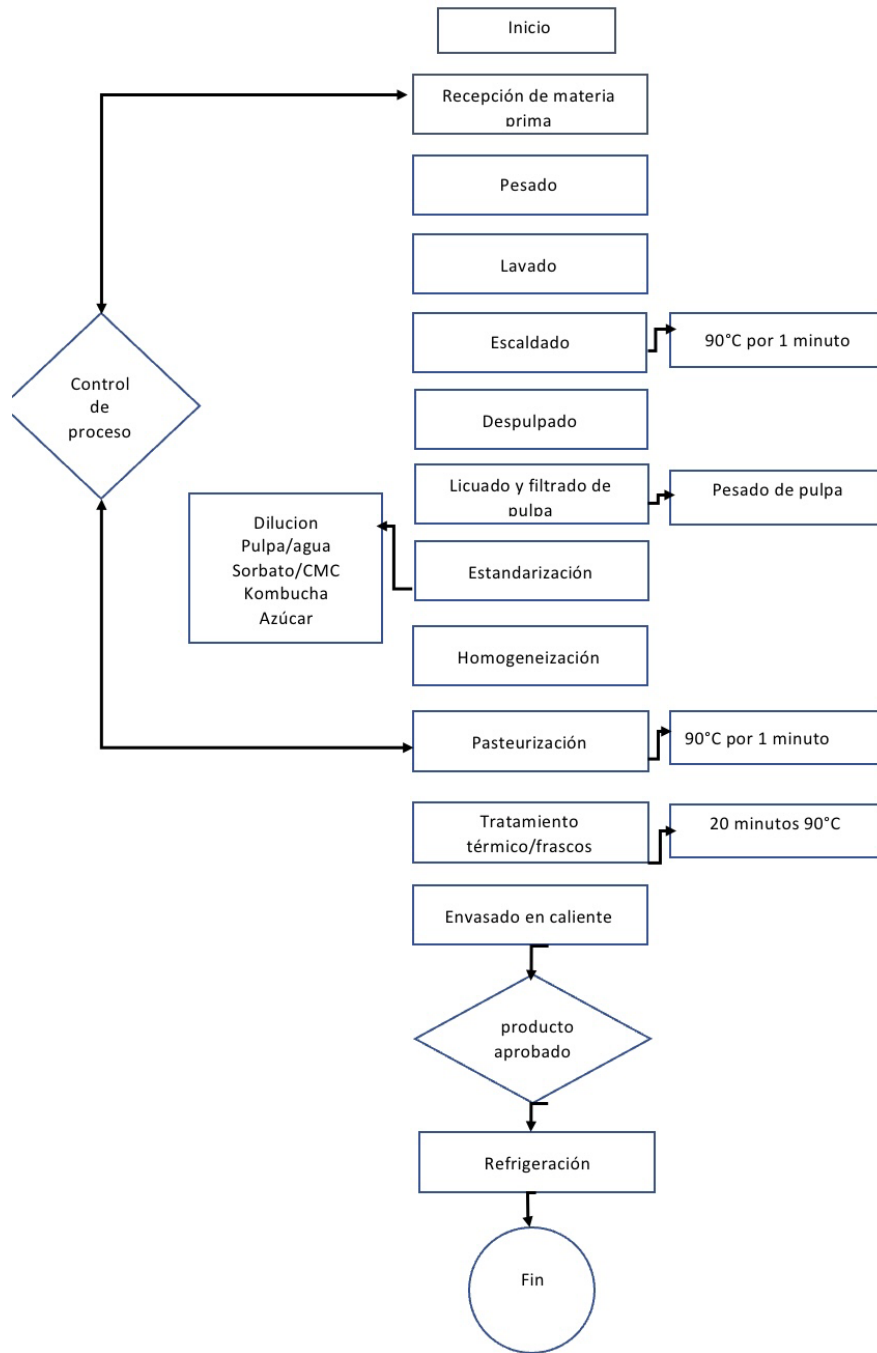 Inicio
Recepción de materia
prima
Pesado
Lavado
Escaldado
90°C por 1 minuto
Control
de
proceso
Despulpado
Licuado y filtrado de
pulpa
Pesado de pulpa
Dilucion
Pulpa/agua
Sorbato/CMC
Kombucha
Azúcar
Estandarización
Homogeneización
Pasteurización
90°C por 1 minuto
Tratamiento
térmico/frascos
20 minutos 90°C
Envasado en caliente
producto
aprobado
Refrigeración
Fin